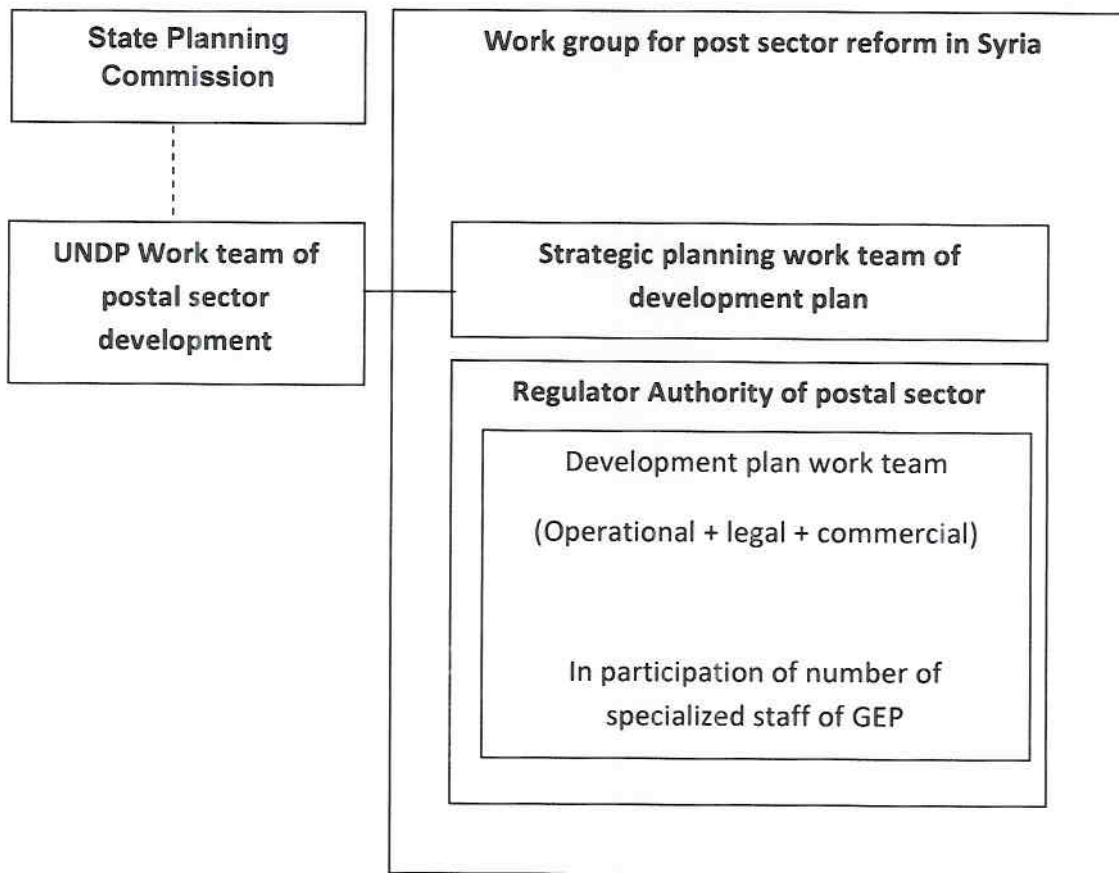 State Planning
Commission
Work group for post sector reform in Syria
UNDP Work team of
postal sector
development
Strategic planning work team of
development plan
Regulator Authority of postal sector
Development plan work team
(Operational + legal + commercial)
In participation of number of
specialized staff of GEP